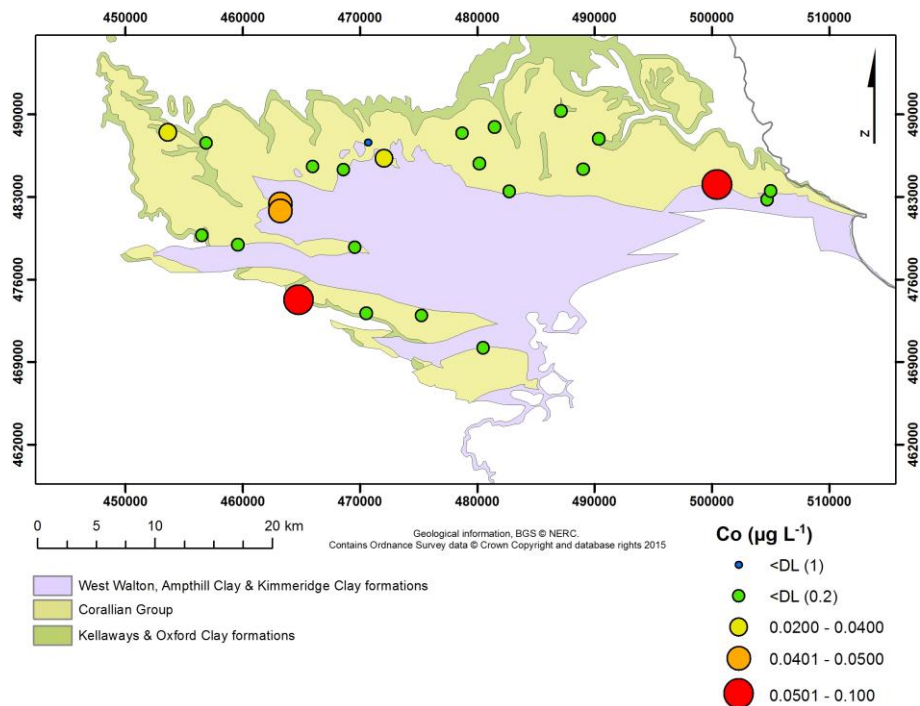 450000 460000 470000 480000 490000 500000 510000
490000 490000
483000 483000
476000 476000
469000 469000
462000 462000
z
450000 460000 470000 480000 490000 500000 510000
0 5 10 20 km
Geological information, BGS © NERC.
Contains Ordnance Survey data © Crown Copyright and database rights 2015
West Walton, Ampthill Clay & Kimmeridge Clay formations
Corallian Group
Kellaways & Oxford Clay formations
Co (µg L⁻¹)
<DL (1)
<DL (0.2)
0.0200 - 0.0400
0.0401 - 0.0500
0.0501 - 0.100